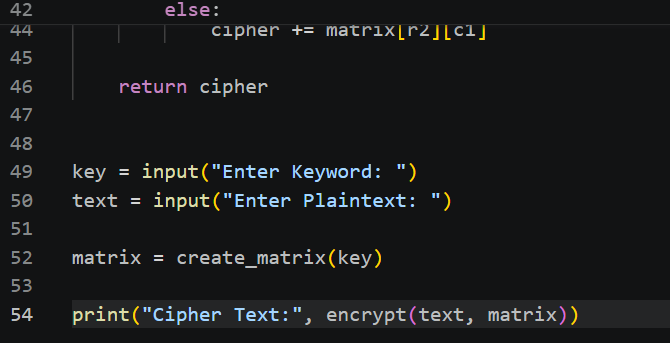 42 else:
44 cipher += matrix[r2][c1]
45
46 return cipher
47
48
49 key = input("Enter Keyword: ")
50 text = input("Enter Plaintext: ")
51
52 matrix = create_matrix(key)
53
54 print("Cipher Text:", encrypt(text, matrix))